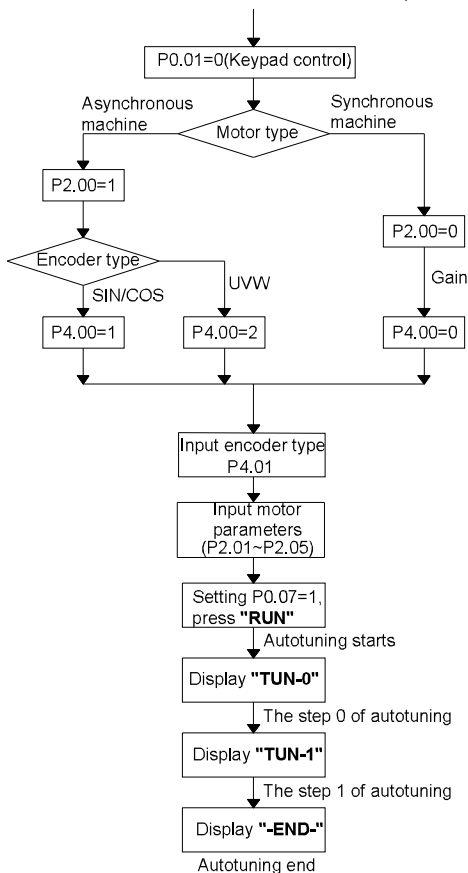 P0.01=0(Keypad control)
Asynchronous
machine
Synchronous
machine
Motor type
P2.00=1
P2.00=0
Encoder type
SIN/COS
UVW
Gain
P4.00=1
P4.00=2
P4.00=0
Input encoder type
P4.01
Input motor
parameters
(P2.01~P2.05)
Setting P0.07=1,
press "RUN"
Autotuning starts
Display "TUN-0"
The step 0 of autotuning
Display "TUN-1"
The step 1 of autotuning
Display "-END-"
Autotuning end